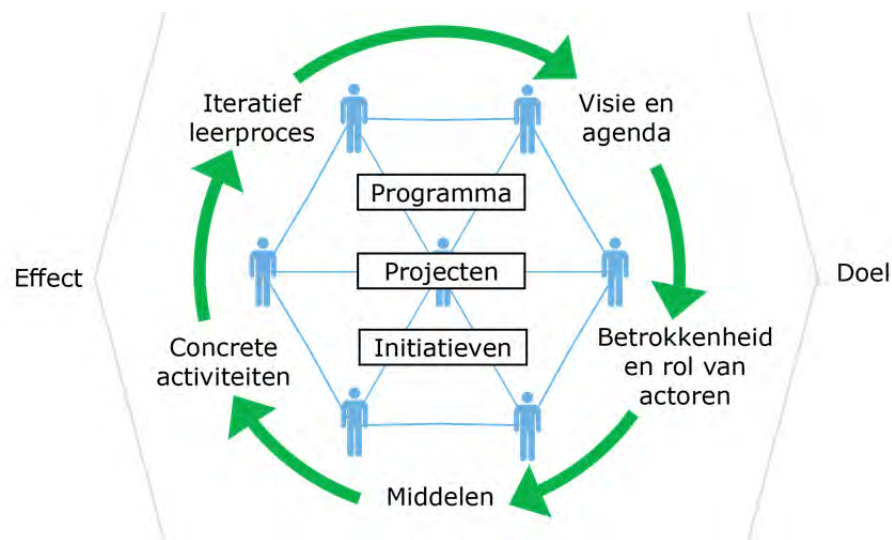 Iteratief
leerproces
Visie en
agenda
Programma
Effect
Projecten
Doel
Concrete
activiteiten
Initiatieven
Betrokkenheid
en rol van
actoren
Middelen